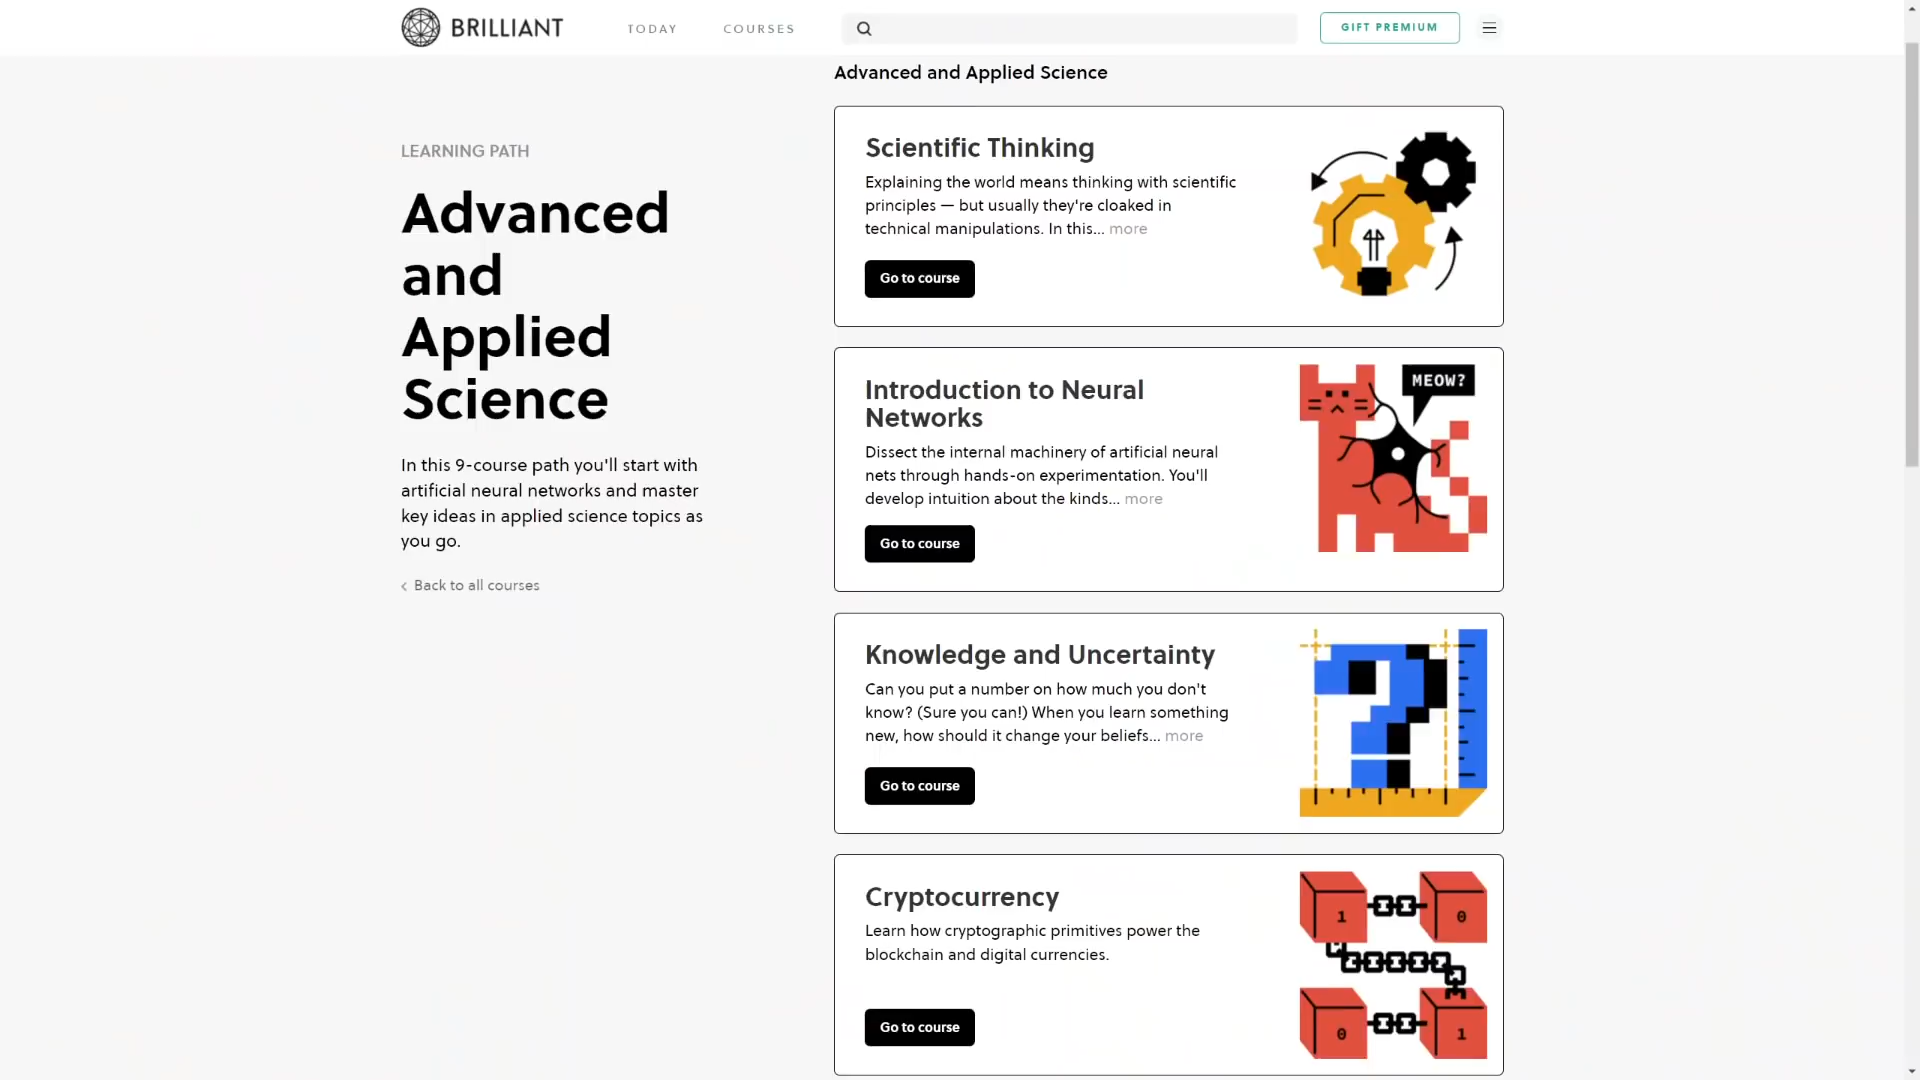 BRILLIANT
TODAY
COURSES
GIFT PREMIUM
LEARNING PATH
Advanced
and
Applied
Science
In this 9-course path you'll start with
artificial neural networks and master
key ideas in applied science topics as
you go.
‹ Back to all courses
Advanced and Applied Science
Scientific Thinking
Explaining the world means thinking with scientific
principles — but usually they're cloaked in
technical manipulations. In this... more
Go to course
Introduction to Neural
Networks
Dissect the internal machinery of artificial neural
nets through hands-on experimentation. You'll
develop intuition about the kinds... more
Go to course
MEOW?
Knowledge and Uncertainty
Can you put a number on how much you don't
know? (Sure you can!) When you learn something
new, how should it change your beliefs... more
Go to course
Cryptocurrency
Learn how cryptographic primitives power the
blockchain and digital currencies.
Go to course
1
0
0
1